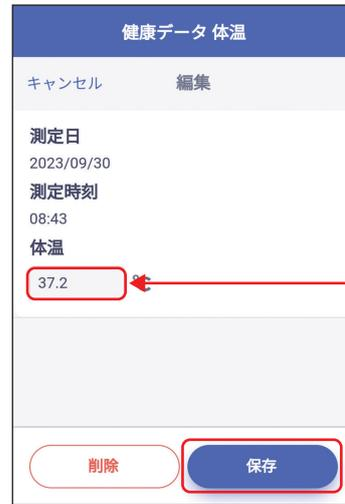 健康データ 体温
キャンセル 編集
測定日
2023/09/30
測定時刻
08:43
体温
37.2 ℃
削除 保存